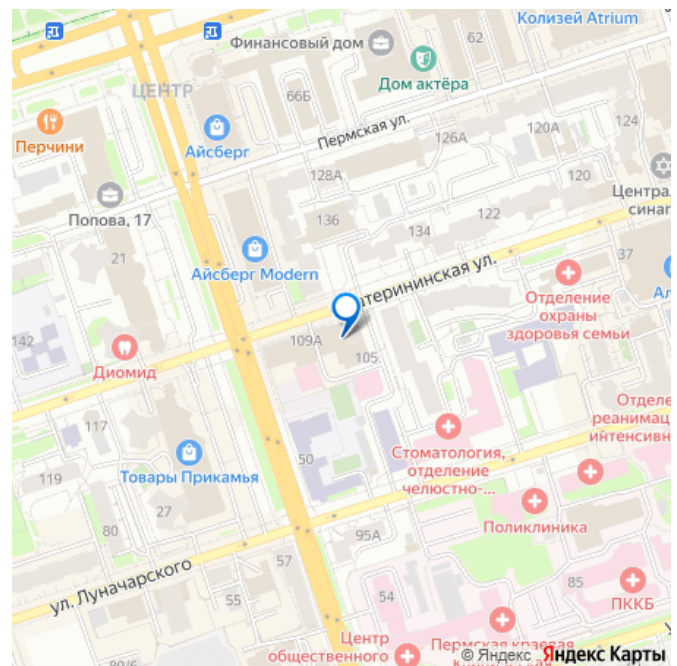 Колизей Atrium
Финансовый дом
62
Дом актёра
ЦЕНТР
66Б
Перчини
Айсберг
Пермская ул.
126А
120А
124
128А
Попова, 17
120
Центра
синаг
136
122
134
21
Айсберг Modern
37
атерининская ул.
Ал
Отделение
охраны
здоровья семьи
142
109А
105
Диомид
Отделе
реанимац
интенсивн
117
Стоматология,
отделение
челюстно-...
50
119
Товары Прикамья
27
Поликлиника
80
95А
ул. Луначарского
57
85
54
55
ПККБ
Центр
общественного
Пермская краевая
© Яндекс Яндекс Карты